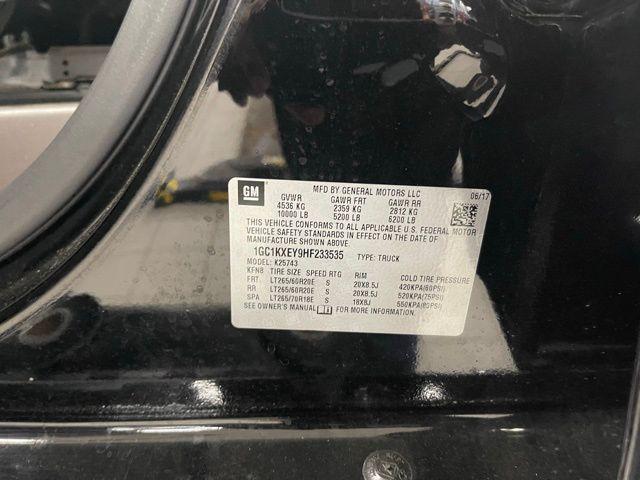 GM
MFD BY GENERAL MOTORS LLC
06/17
GVWR GAWR FRT GAWR RR
4536 KG 2359 KG 2812 KG
10000 LB 5200 LB 6200 LB
THIS VEHICLE CONFORMS TO ALL APPLICABLE U.S. FEDERAL MOTOR
VEHICLE SAFETY STANDARDS IN EFFECT ON THE DATE OF
MANUFACTURE SHOWN ABOVE.
1GC1KXEY9HF233535 TYPE: TRUCK
MODEL: K25743
KFN8 TIRE SIZE SPEED RTG RIM COLD TIRE PRESSURE
FRT LT265/60R20E S 20X8.5J 420KPA(60PSI)
RR LT265/60R20E S 20X8.5J 520KPA(75PSI)
SPA LT265/70R18E S 18X8J 550KPA(80PSI)
SEE OWNER'S MANUAL FOR MORE INFORMATION.